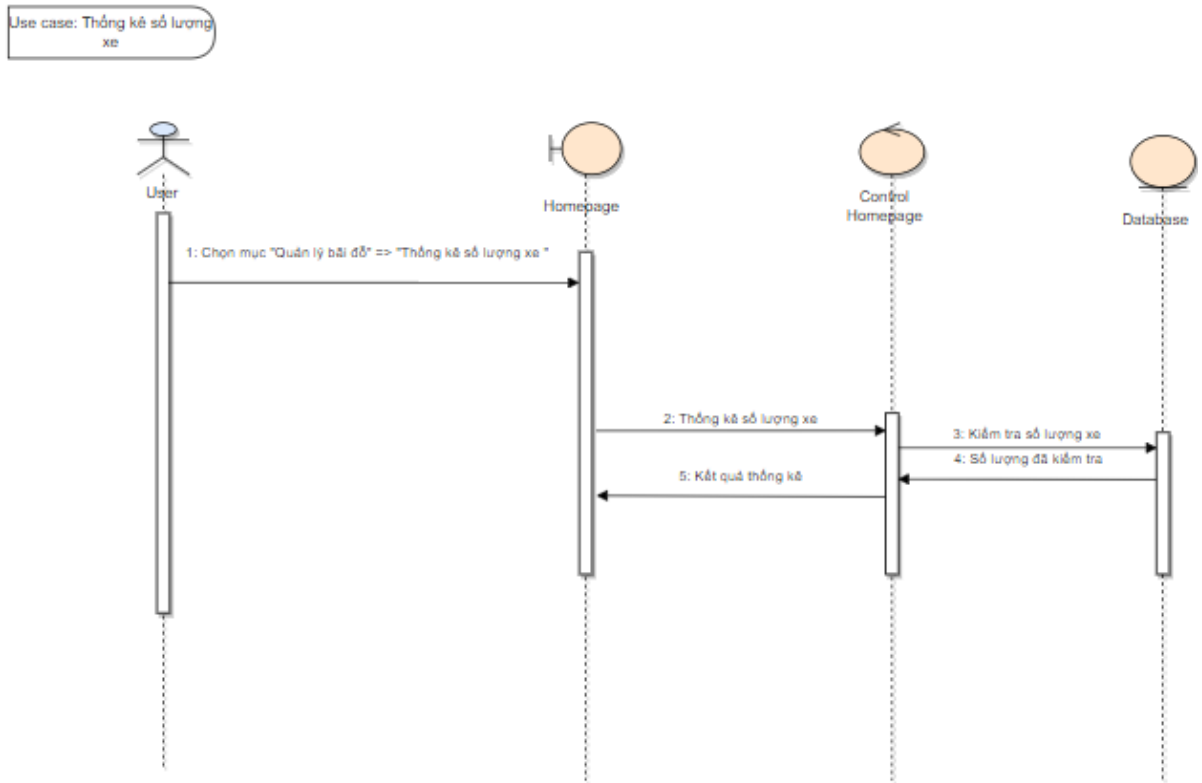 Use case: Thống kê số lượng
xe
User
Homepage
Control
Homepage
Database
1: Chọn mục "Quản lý bãi đỗ" => "Thống kê số lượng xe "
2: Thống kê số lượng xe
3: Kiểm tra số lượng xe
4: Số lượng đã kiểm tra
5: Kết quả thống kê